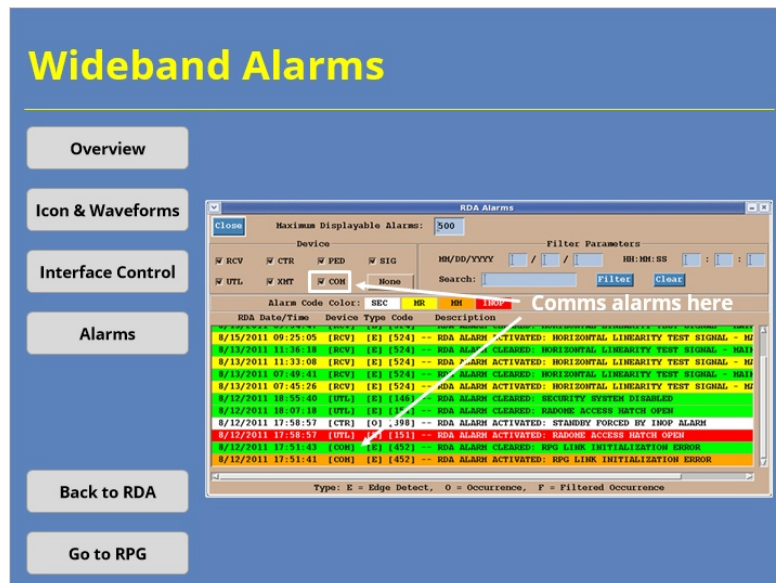 Wideband Alarms
Overview
Icon & Waveforms
Interface Control
Alarms
Back to RDA
Go to RPG
RDA Alarms
Close Maximum Displayable Alarms: 500
Device Filter Parameters
RCV CTR PED SIG MM/DD/YYYY / / HH:MM:SS : :
UTL XMT COM None Search: Filter Clear
Alarm Code Color: SEC MR MM INOP Comms alarms here
RDA Date/Time Device Type Code Description
8/15/2011 09:25:05 [RCV] [E] [524] -- RDA ALARM ACTIVATED: HORIZONTAL LINEARITY TEST SIGNAL -
8/13/2011 11:36:18 [RCV] [E] [524] -- RDA ALARM CLEARED: HORIZONTAL LINEARITY TEST SIGNAL -
8/13/2011 11:33:08 [RCV] [E] [524] -- RDA ALARM ACTIVATED: HORIZONTAL LINEARITY TEST SIGNAL -
8/13/2011 07:49:41 [RCV] [E] [524] -- RDA ALARM CLEARED: HORIZONTAL LINEARITY TEST SIGNAL -
8/13/2011 07:45:26 [RCV] [E] [524] -- RDA ALARM ACTIVATED: HORIZONTAL LINEARITY TEST SIGNAL -
8/12/2011 18:55:40 [UTL] [E] [146] -- RDA ALARM CLEARED: SECURITY SYSTEM DISABLED
8/12/2011 18:07:18 [UTL] [E] -- RDA ALARM CLEARED: RADOME ACCESS HATCH OPEN
8/12/2011 17:58:57 [CTR] [O] 398] -- RDA ALARM ACTIVATED: STANDBY FORCED BY INOP ALARM
8/12/2011 17:58:57 [UTL] [151] -- RDA ALARM ACTIVATED: RADOME ACCESS HATCH OPEN
8/12/2011 17:51:43 [COM] [E] [452] -- RDA ALARM CLEARED: RPG LINK INITIALIZATION ERROR
8/12/2011 17:51:41 [COM] [E] [452] -- RDA ALARM ACTIVATED: RPG LINK INITIALIZATION ERROR
Type: E = Edge Detect, O = Occurrence, F = Filtered Occurrence